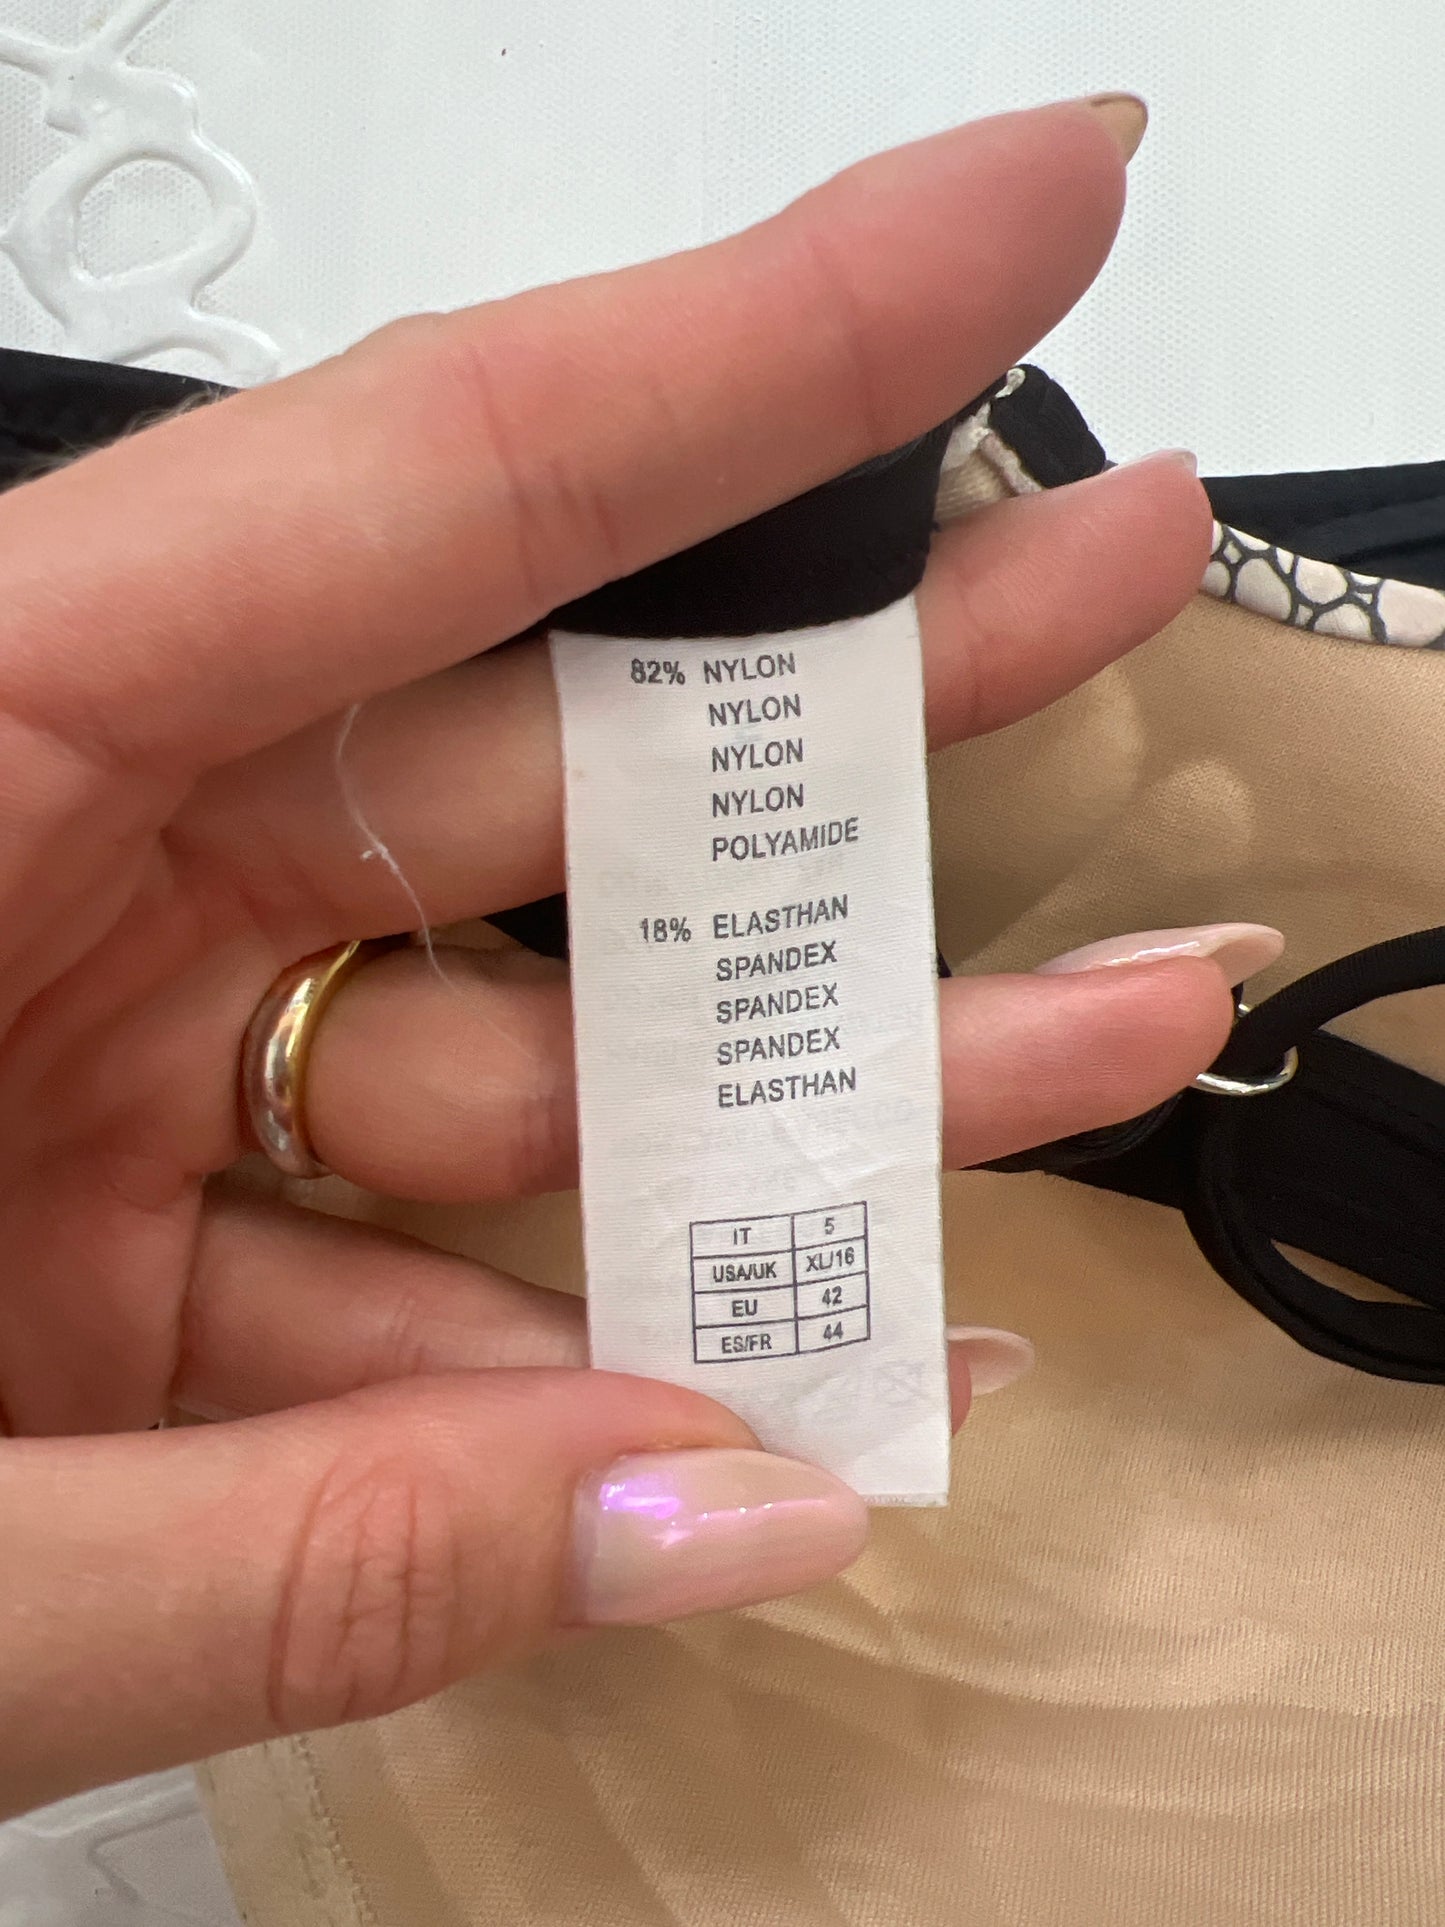 82% NYLON
NYLON
NYLON
NYLON
POLYAMIDE
18% ELASTHAN
SPANDEX
SPANDEX
SPANDEX
ELASTHAN
IT 5
USA/UK XL/16
EU 42
ES/FR 44